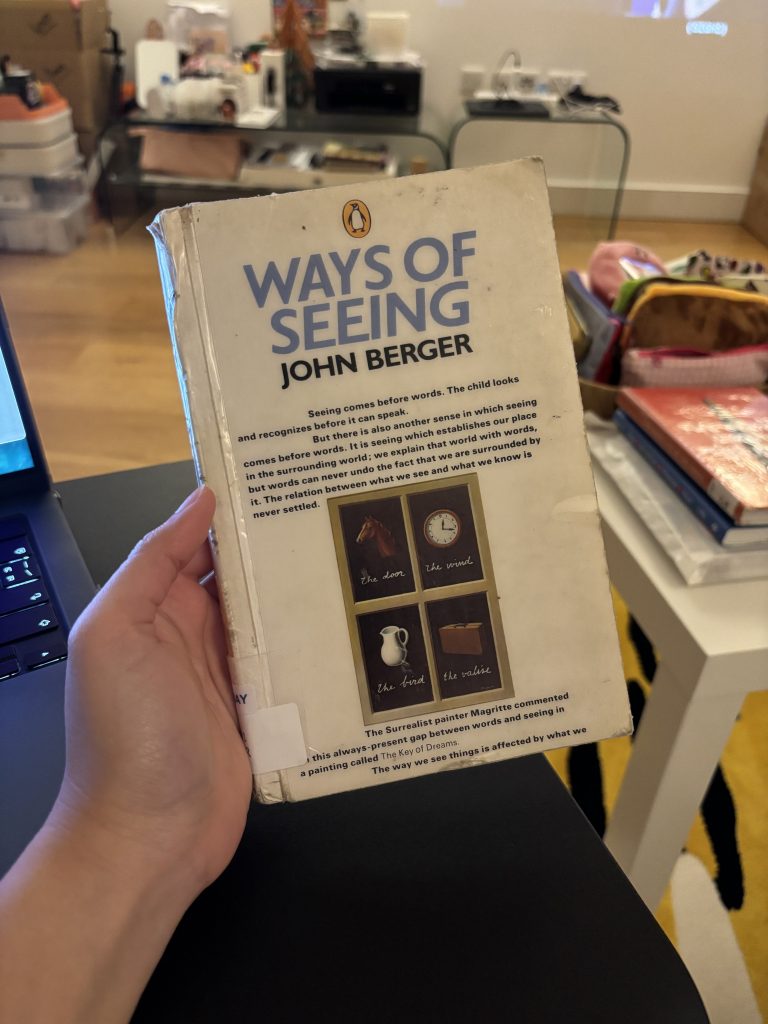 WAYS OF
SEEING
JOHN BERGER
Seeing comes before words. The child looks
and recognizes before it can speak.
But there is also another sense in which seeing
comes before words. It is seeing which establishes our place
in the surrounding world; we explain that world with words,
but words can never undo the fact that we are surrounded by
it. The relation between what we see and what we know is
never settled.
the door
the wind
the bird
the valise
The Surrealist painter Magritte commented
this always-present gap between words and seeing in
a painting called The Key of Dreams.
The way we see things is affected by what we
AY